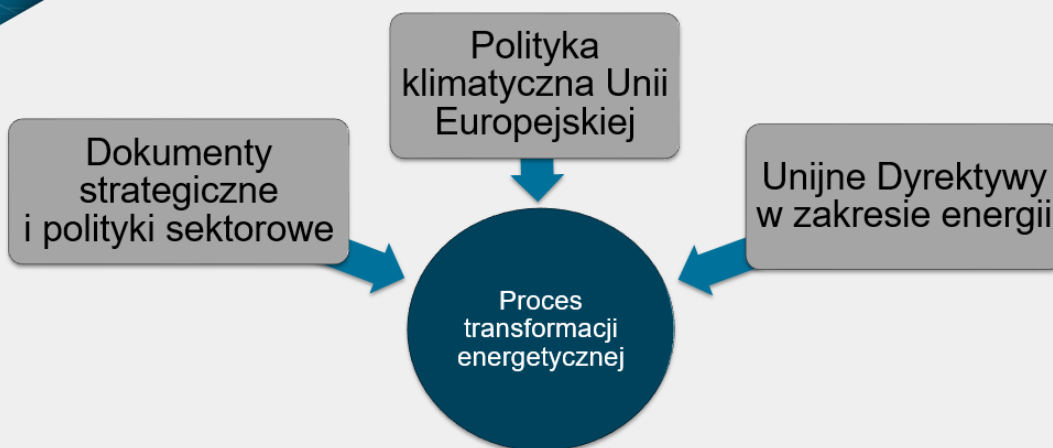 Polityka
klimatyczna Unii
Europejskiej
Dokumenty
strategiczne
i polityki sektorowe
Unijne Dyrektywy
w zakresie energii
Proces
transformacji
energetycznej